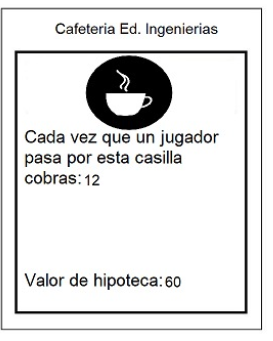 Cafeteria Ed. Ingenierias
Cada vez que un jugador
pasa por esta casilla
cobras: 12
Valor de hipoteca: 60